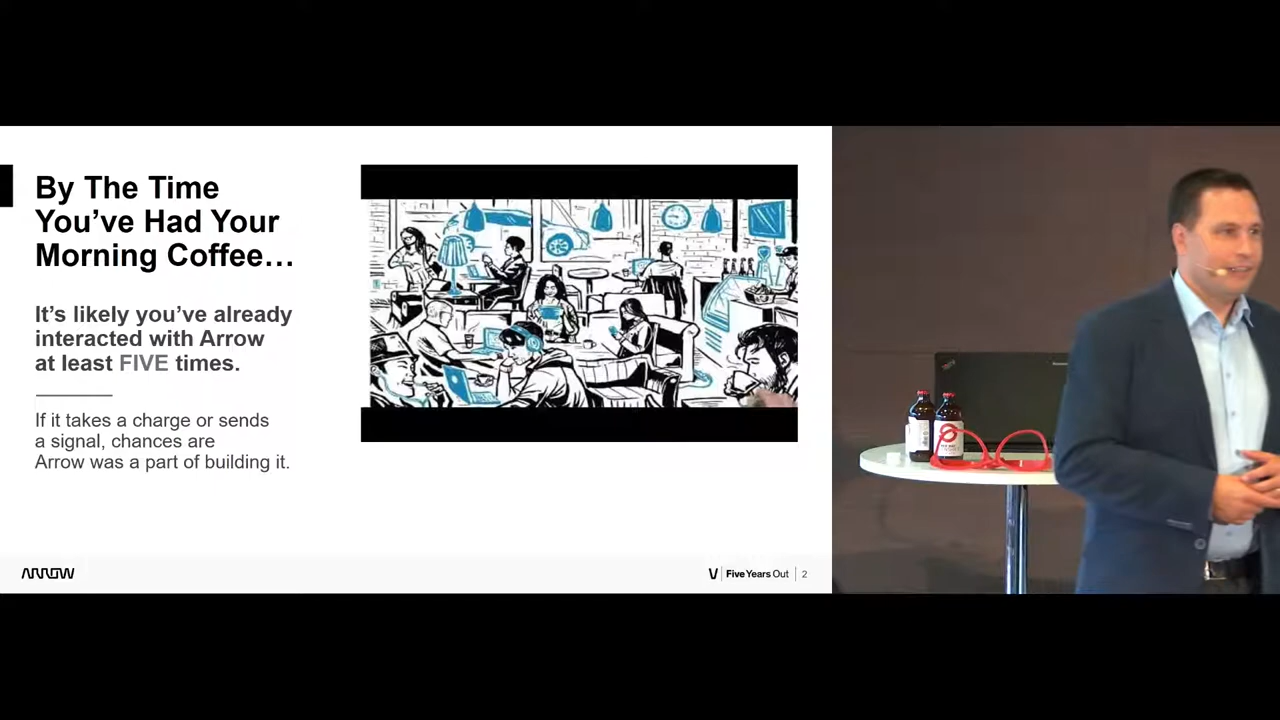 By The Time
You’ve Had Your
Morning Coffee…
It’s likely you’ve already
interacted with Arrow
at least FIVE times.
If it takes a charge or sends
a signal, chances are
Arrow was a part of building it.
ARROW
V Five Years Out 2